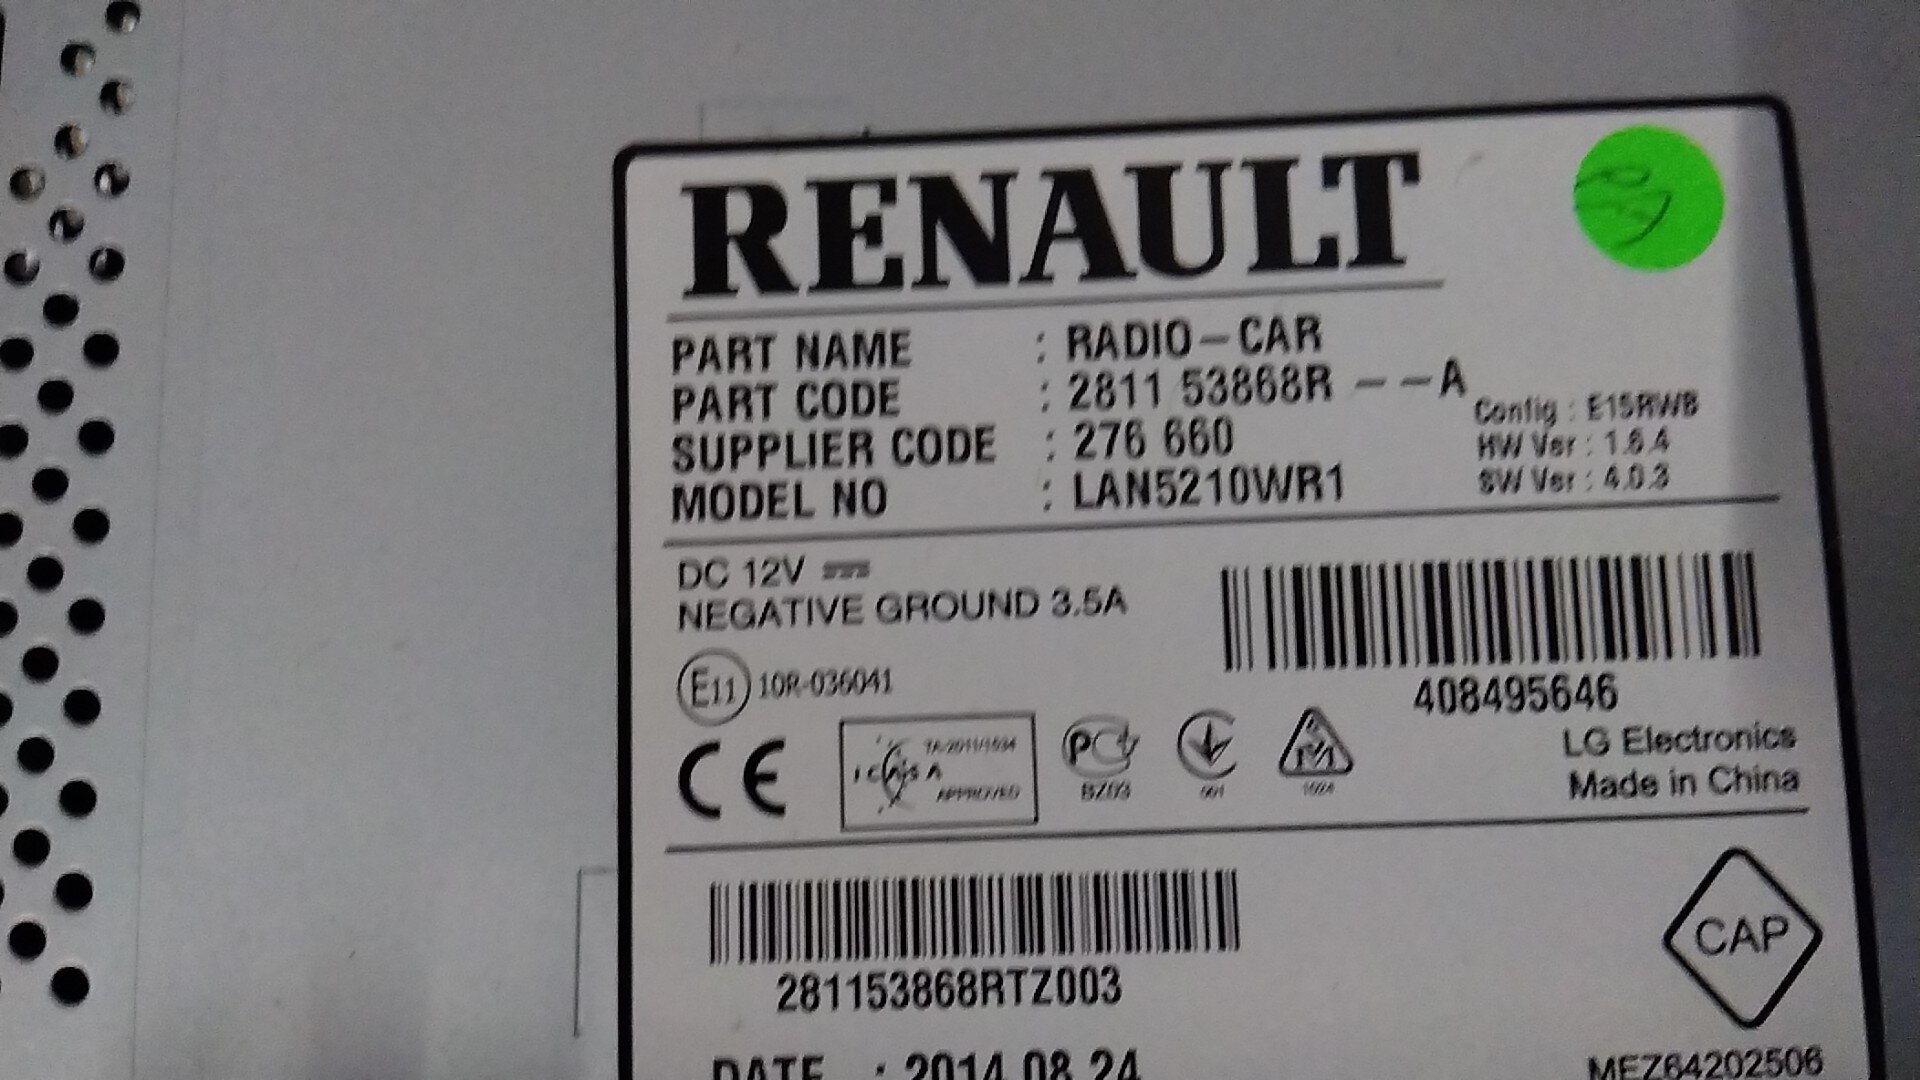 RENAULT
PART NAME : RADIO-CAR
PART CODE : 2811 53868R --A
SUPPLIER CODE : 276 660
MODEL NO : LAN5210WR1
Config : E15RWB
HW Ver : 1.6.4
SW Ver : 4.0.3
DC 12V
NEGATIVE GROUND 3.5A
E11 10R-036041
408495646
LG Electronics
Made in China
CE
ICASA
APPROVED
281153868RTZ003
CAP
DATE : 2014.08.24
MEZ64202506